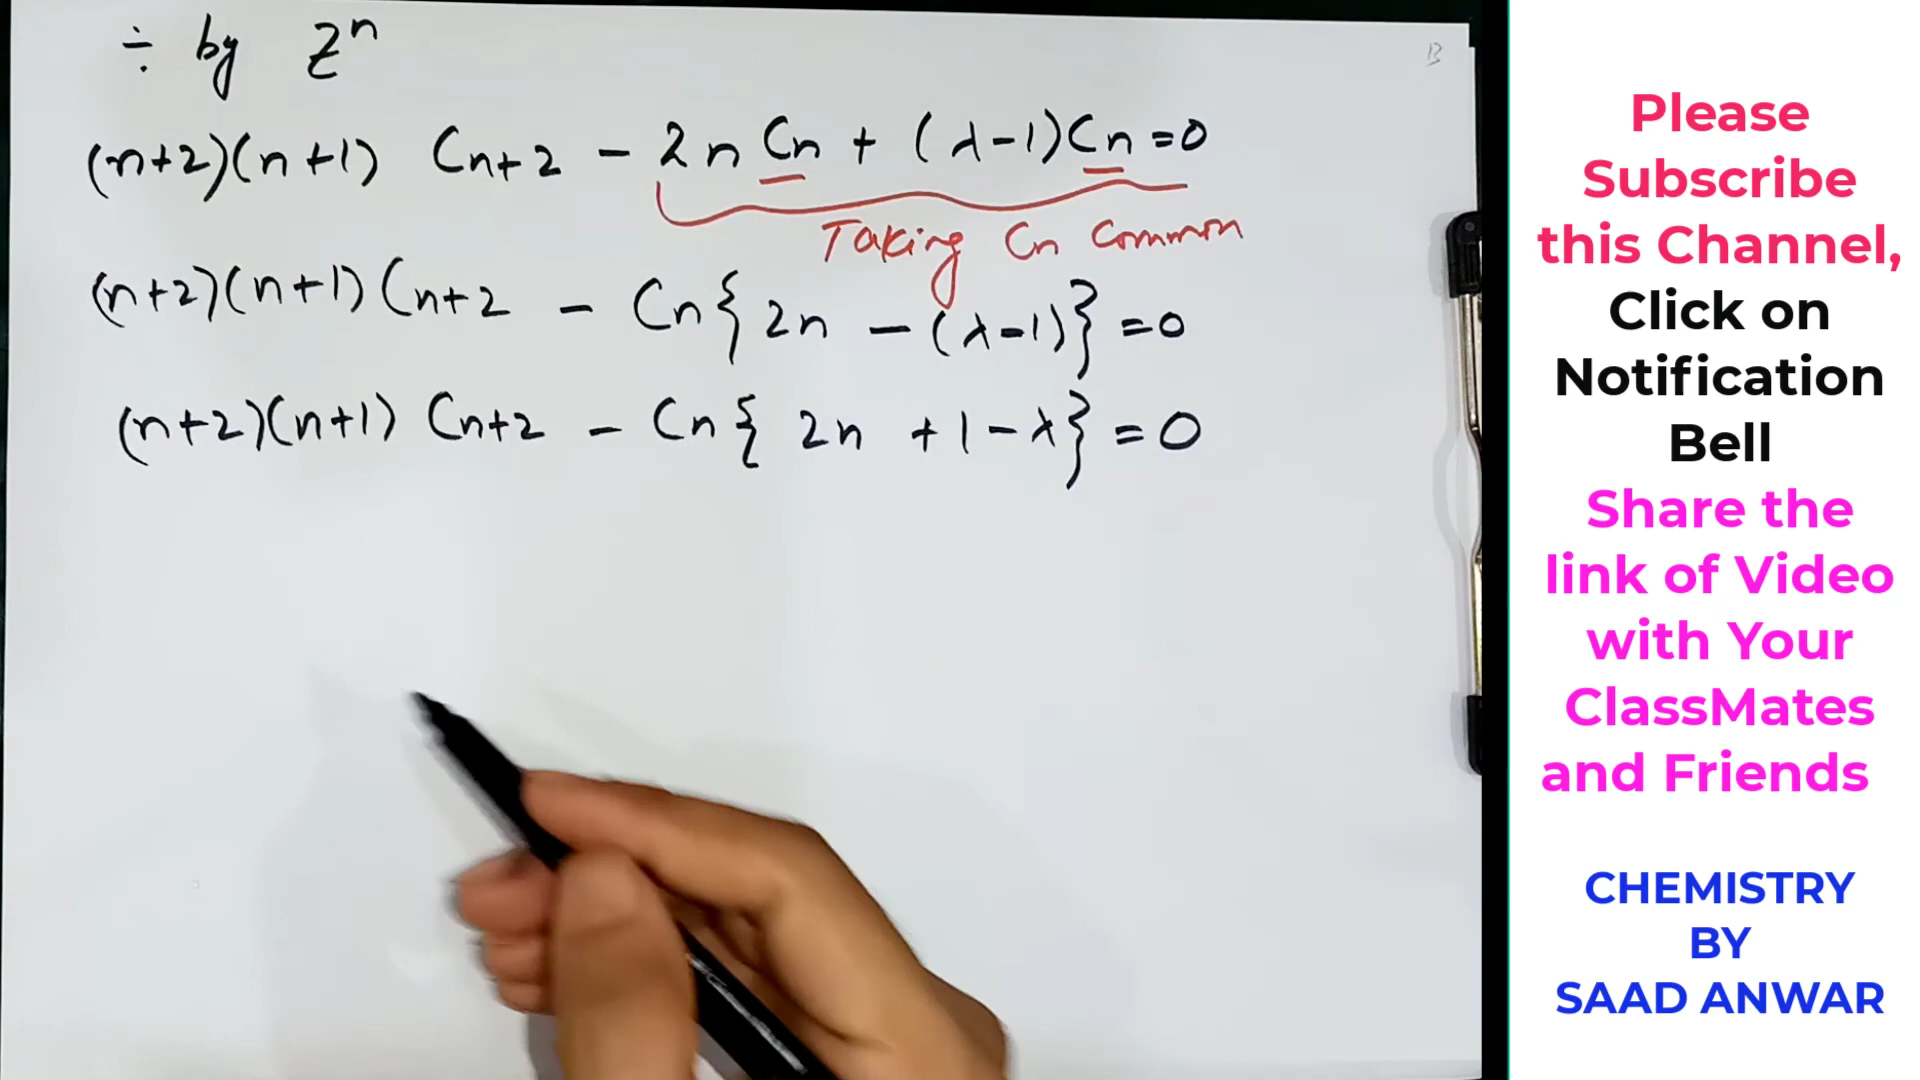 ÷ by Zⁿ
(n+2)(n+1) Cn+2 - 2n Cn + (λ-1)Cn = 0
Taking Cn Common
(n+2)(n+1) Cn+2 - Cn{ 2n - (λ-1)} = 0
(n+2)(n+1) Cn+2 - Cn{ 2n + 1 - λ} = 0
13
Please
Subscribe
this Channel,
Click on
Notification
Bell
Share the
link of Video
with Your
ClassMates
and Friends
CHEMISTRY
BY
SAAD ANWAR